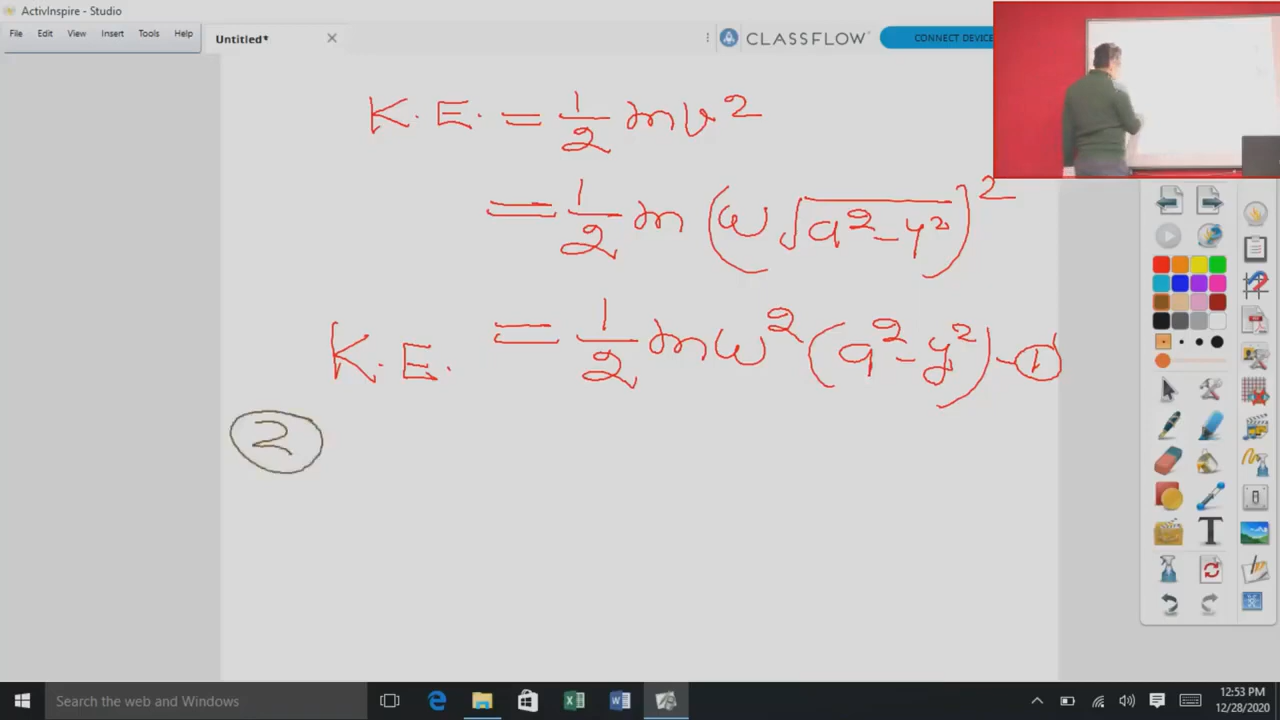 ActivInspire - Studio
File Edit View Insert Tools Help
Untitled*
CLASSFLOW
CONNECT DEVICE
K.E. = 1/2 mv²
= 1/2 m (ω√(a²-y²))²
K.E. = 1/2 mω² (a²-y²) - ①
②
T
Search the web and Windows
12:53 PM
12/28/2020